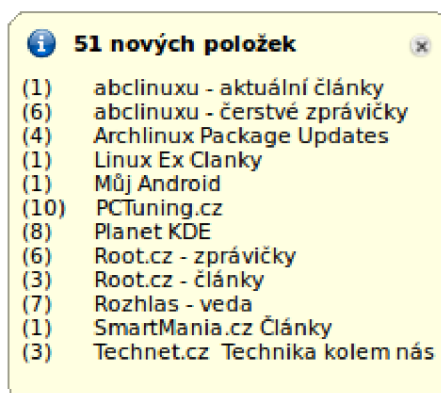 51 nových položek
(1) abclinuxu - aktuální články
(6) abclinuxu - čerstvé zprávičky
(4) Archlinux Package Updates
(1) Linux Ex Clanky
(1) Můj Android
(10) PCTuning.cz
(8) Planet KDE
(6) Root.cz - zprávičky
(3) Root.cz - články
(7) Rozhlas - veda
(1) SmartMania.cz Články
(3) Technet.cz Technika kolem nás